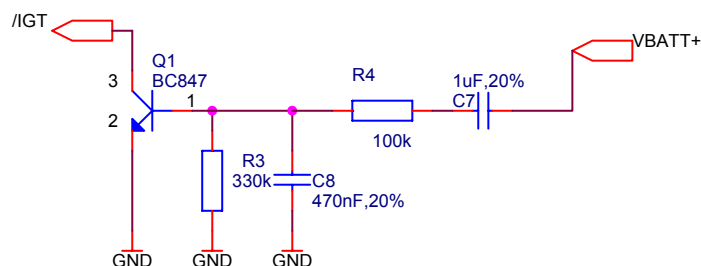 /IGT
Q1
BC847
3
2
1
R4
100k
1uF,20%
C7
VBATT+
R3
330k
C8
470nF,20%
GND
GND
GND